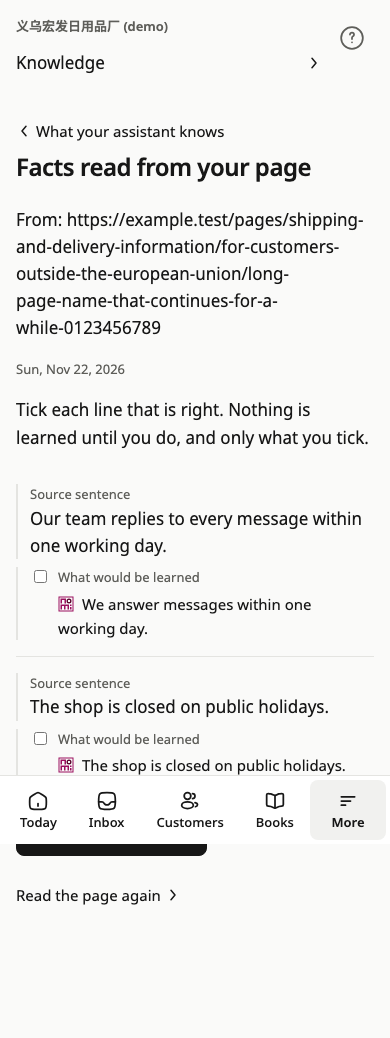 义乌宏发日用品厂 (demo)
Knowledge
What your assistant knows
Facts read from your page
From: https://example.test/pages/shipping-
and-delivery-information/for-customers-
outside-the-european-union/long-
page-name-that-continues-for-a-
while-0123456789
Sun, Nov 22, 2026
Tick each line that is right. Nothing is
learned until you do, and only what you tick.
Source sentence
Our team replies to every message within
one working day.
What would be learned
We answer messages within one
working day.
Source sentence
The shop is closed on public holidays.
What would be learned
The shop is closed on public holidays.
Today
Inbox
Customers
Books
More
Read the page again